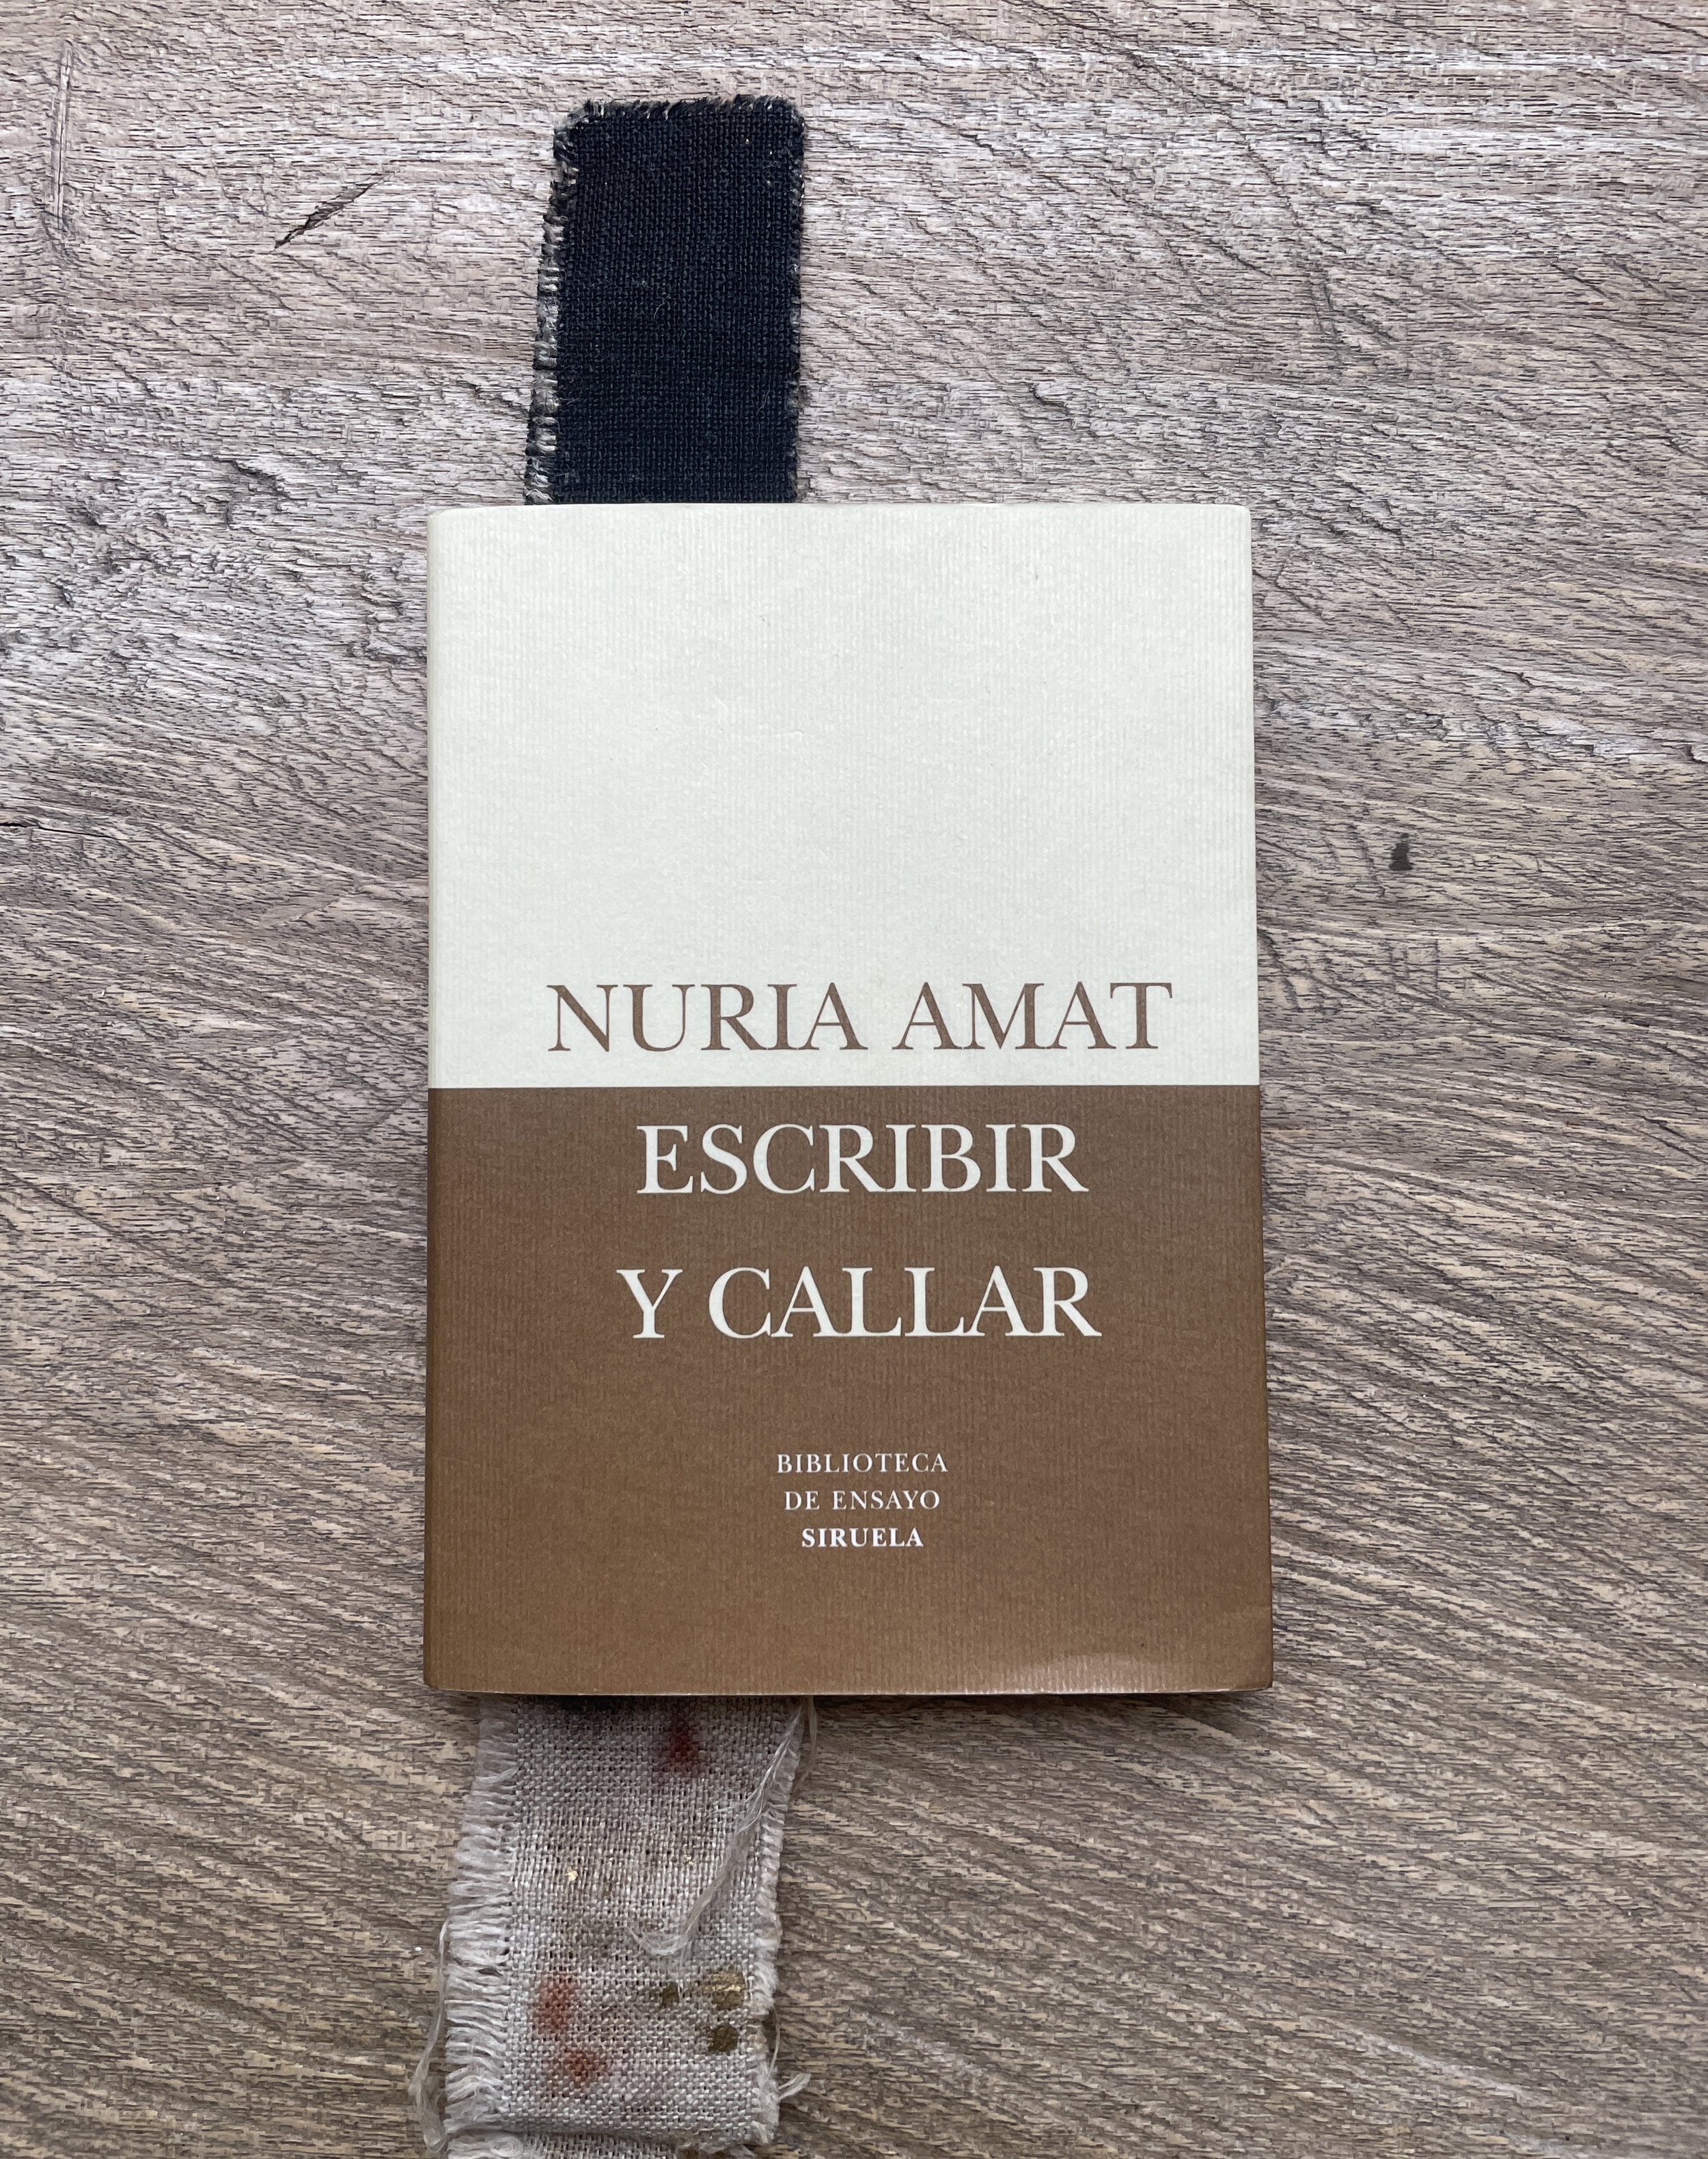 NURIA AMAT
ESCRIBIR
Y CALLAR
BIBLIOTECA
DE ENSAYO
SIRUELA